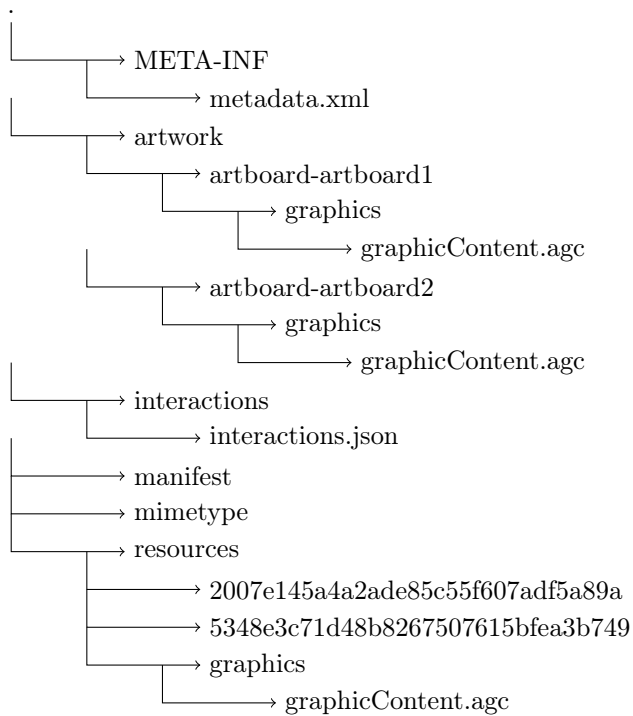 .
META-INF
metadata.xml
artwork
artboard-artboard1
graphics
graphicContent.agc
artboard-artboard2
graphics
graphicContent.agc
interactions
interactions.json
manifest
mimetype
resources
2007e145a4a2ade85c55f607adf5a89a
5348e3c71d48b8267507615bfea3b749
graphics
graphicContent.agc